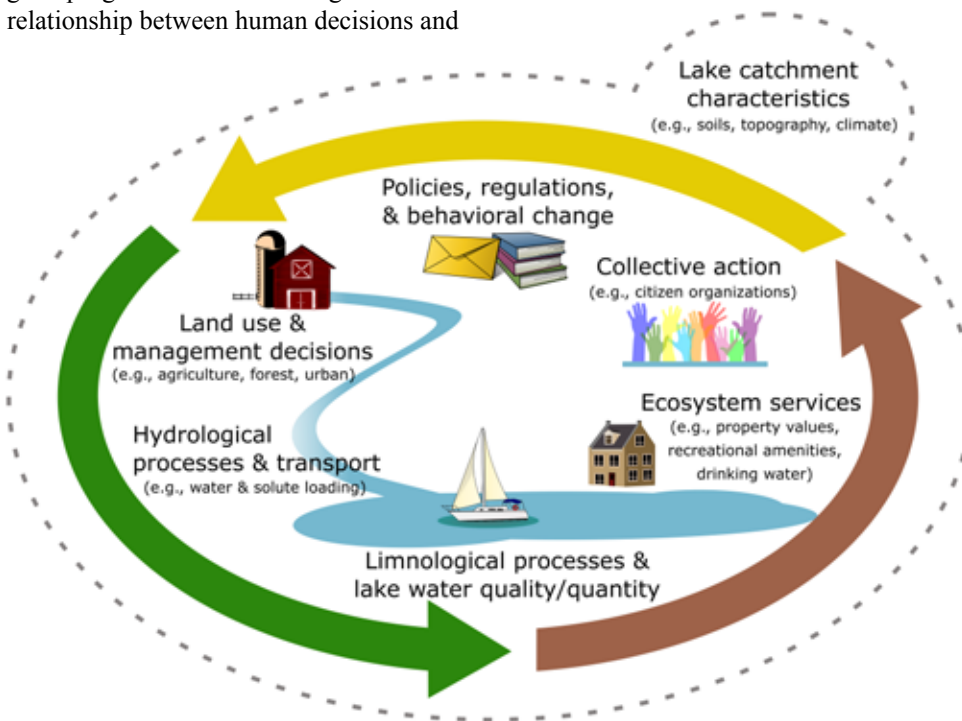 relationship between human decisions and
Lake catchment
characteristics
(e.g., soils, topography, climate)
Policies, regulations,
& behavioral change
Collective action
(e.g., citizen organizations)
Land use &
management decisions
(e.g., agriculture, forest, urban)
Ecosystem services
(e.g., property values,
recreational amenities,
drinking water)
Hydrological
processes & transport
(e.g., water & solute loading)
Limnological processes &
lake water quality/quantity